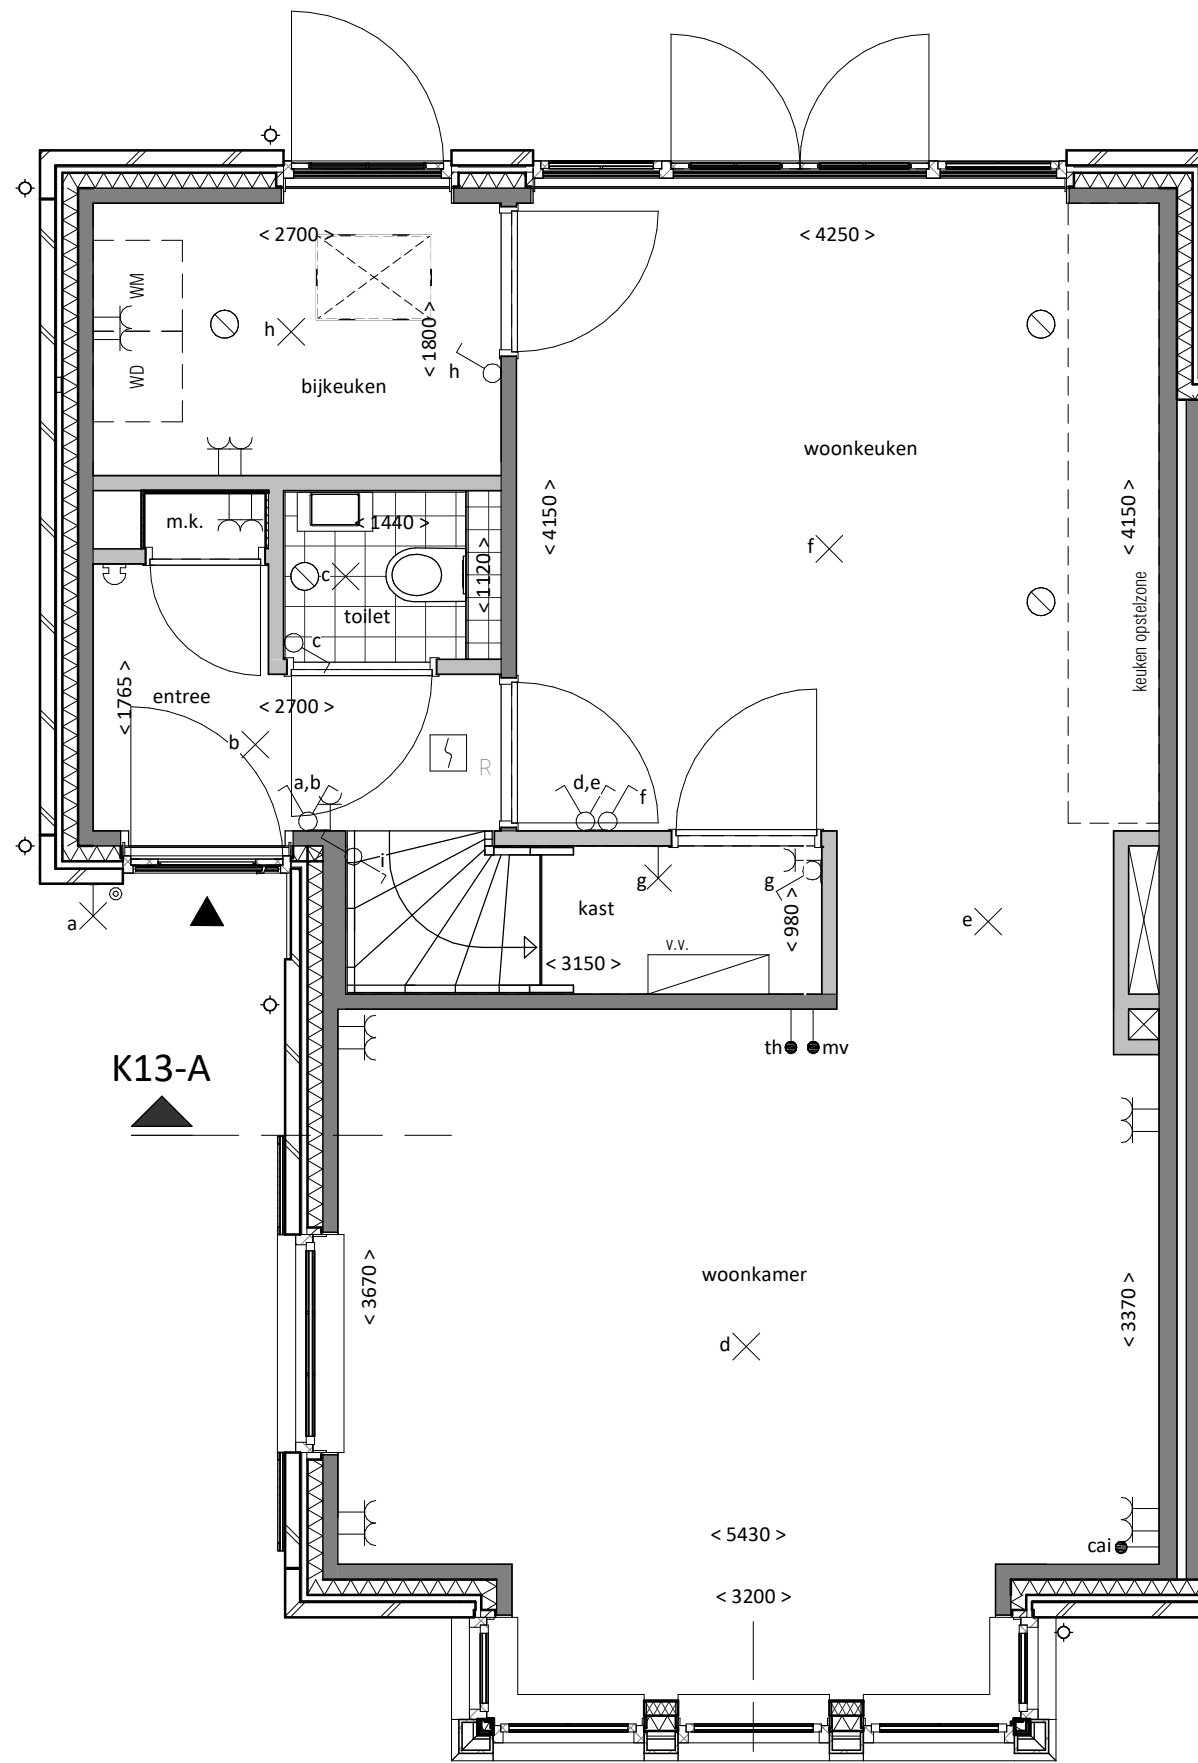 < 2700 >
< 4250 >
WM
h
< 1800 >
h
WD
bijkeuken
woonkeuken
m.k.
< 1440 >
< 4150 >
< 4150 >
f
c
< 1120 >
toilet
keuken opstelzone
c
< 1765 >
entree
< 2700 >
b
R
a,b
d,e
f
i
g
g
kast
< 980 >
a
e
V.V.
< 3150 >
th
mv
K13-A
woonkamer
< 3670 >
< 3370 >
d
< 5430 >
cai
< 3200 >